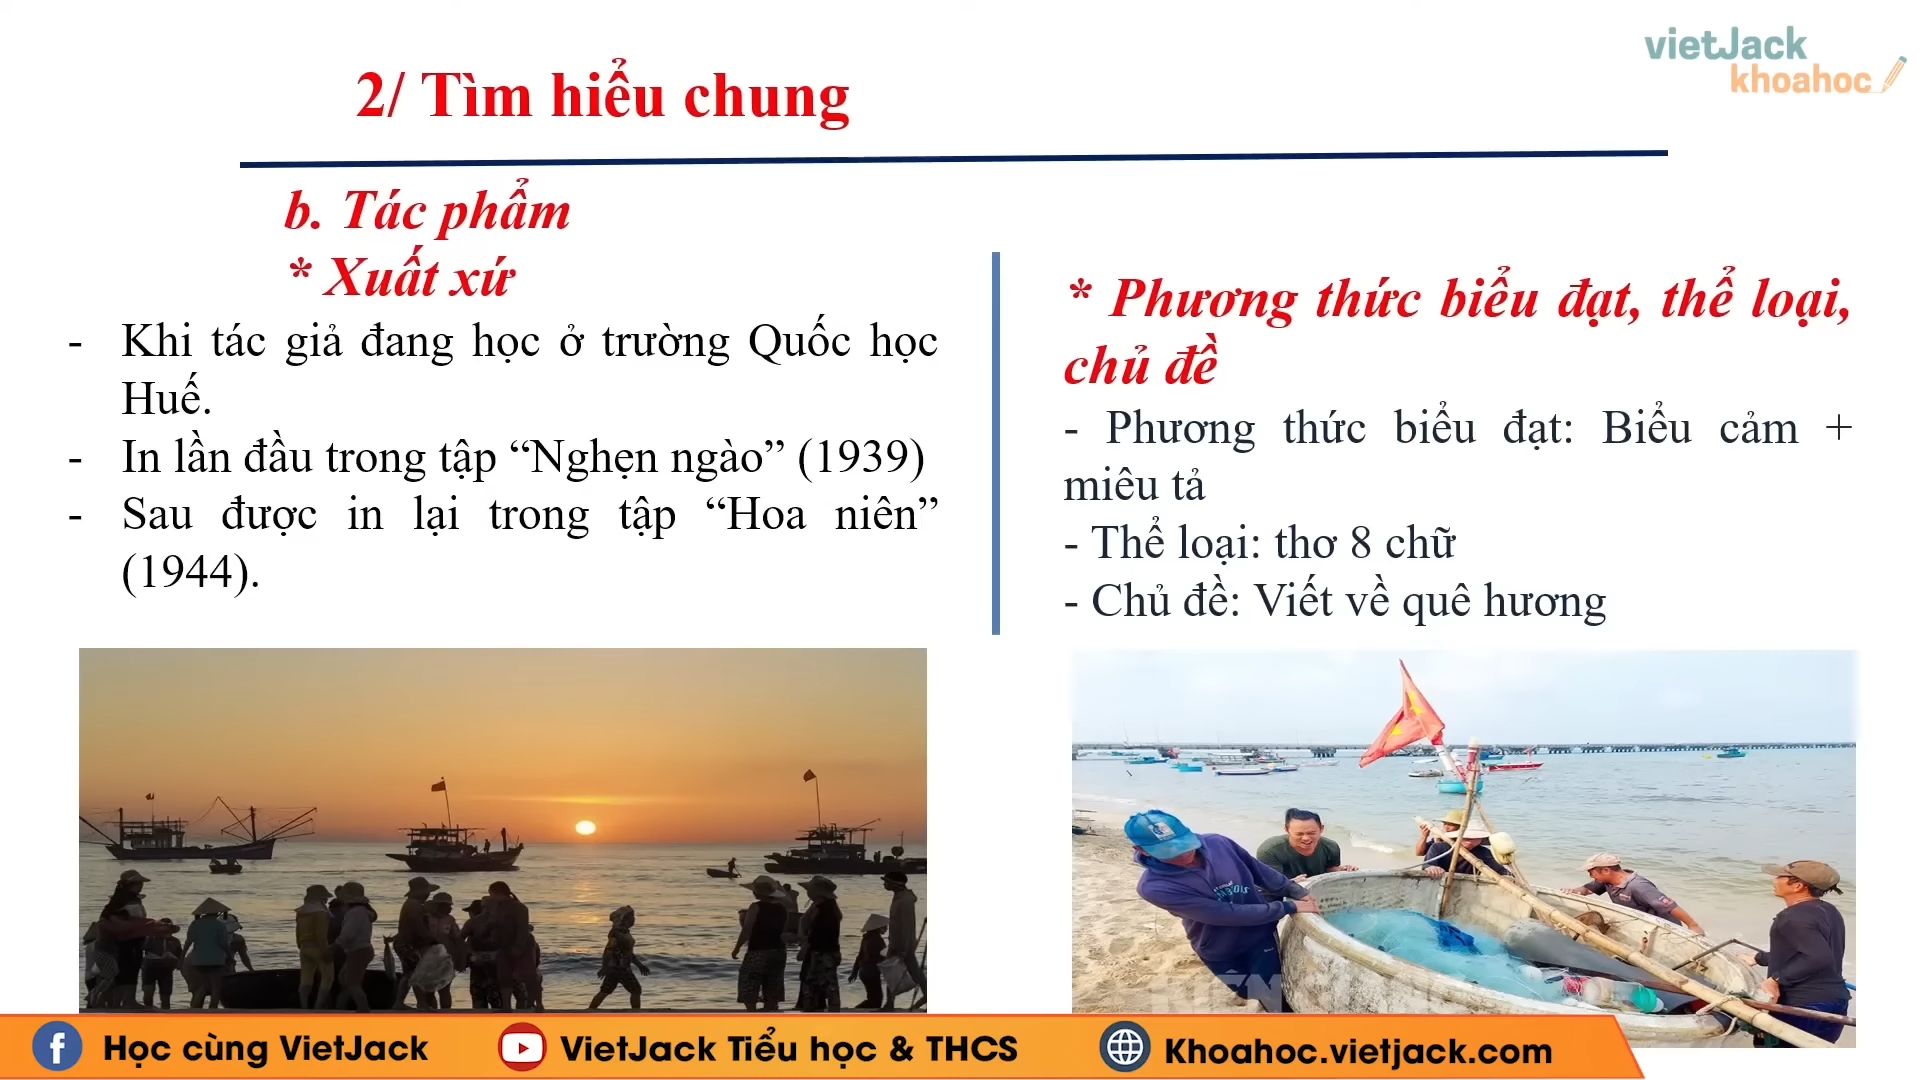 vietJack
khoahoc
2/ Tìm hiểu chung
b. Tác phẩm
* Xuất xứ
- Khi tác giả đang học ở trường Quốc học
Huế.
- In lần đầu trong tập “Nghẹn ngào” (1939)
- Sau được in lại trong tập “Hoa niên”
(1944).
* Phương thức biểu đạt, thể loại,
chủ đề
- Phương thức biểu đạt: Biểu cảm +
miêu tả
- Thể loại: thơ 8 chữ
- Chủ đề: Viết về quê hương
Học cùng VietJack
VietJack Tiểu học & THCS
Khoahoc.vietjack.com